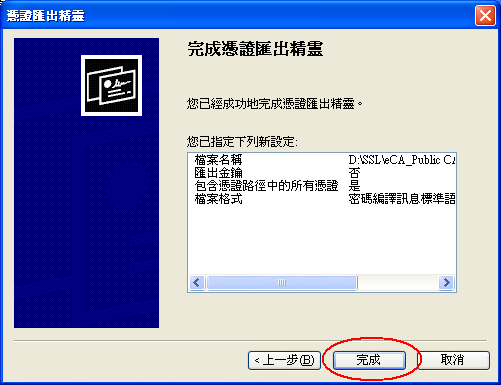 憑證匯出精靈
完成憑證匯出精靈
您已經成功地完成憑證匯出精靈。
您已指定下列新設定:
檔案名稱 D:\SSL\eCA_Public CA
匯出金鑰 否
包含憑證路徑中的所有憑證 是
檔案格式 密碼編譯訊息標準語
< 上一步(B) 完成 取消